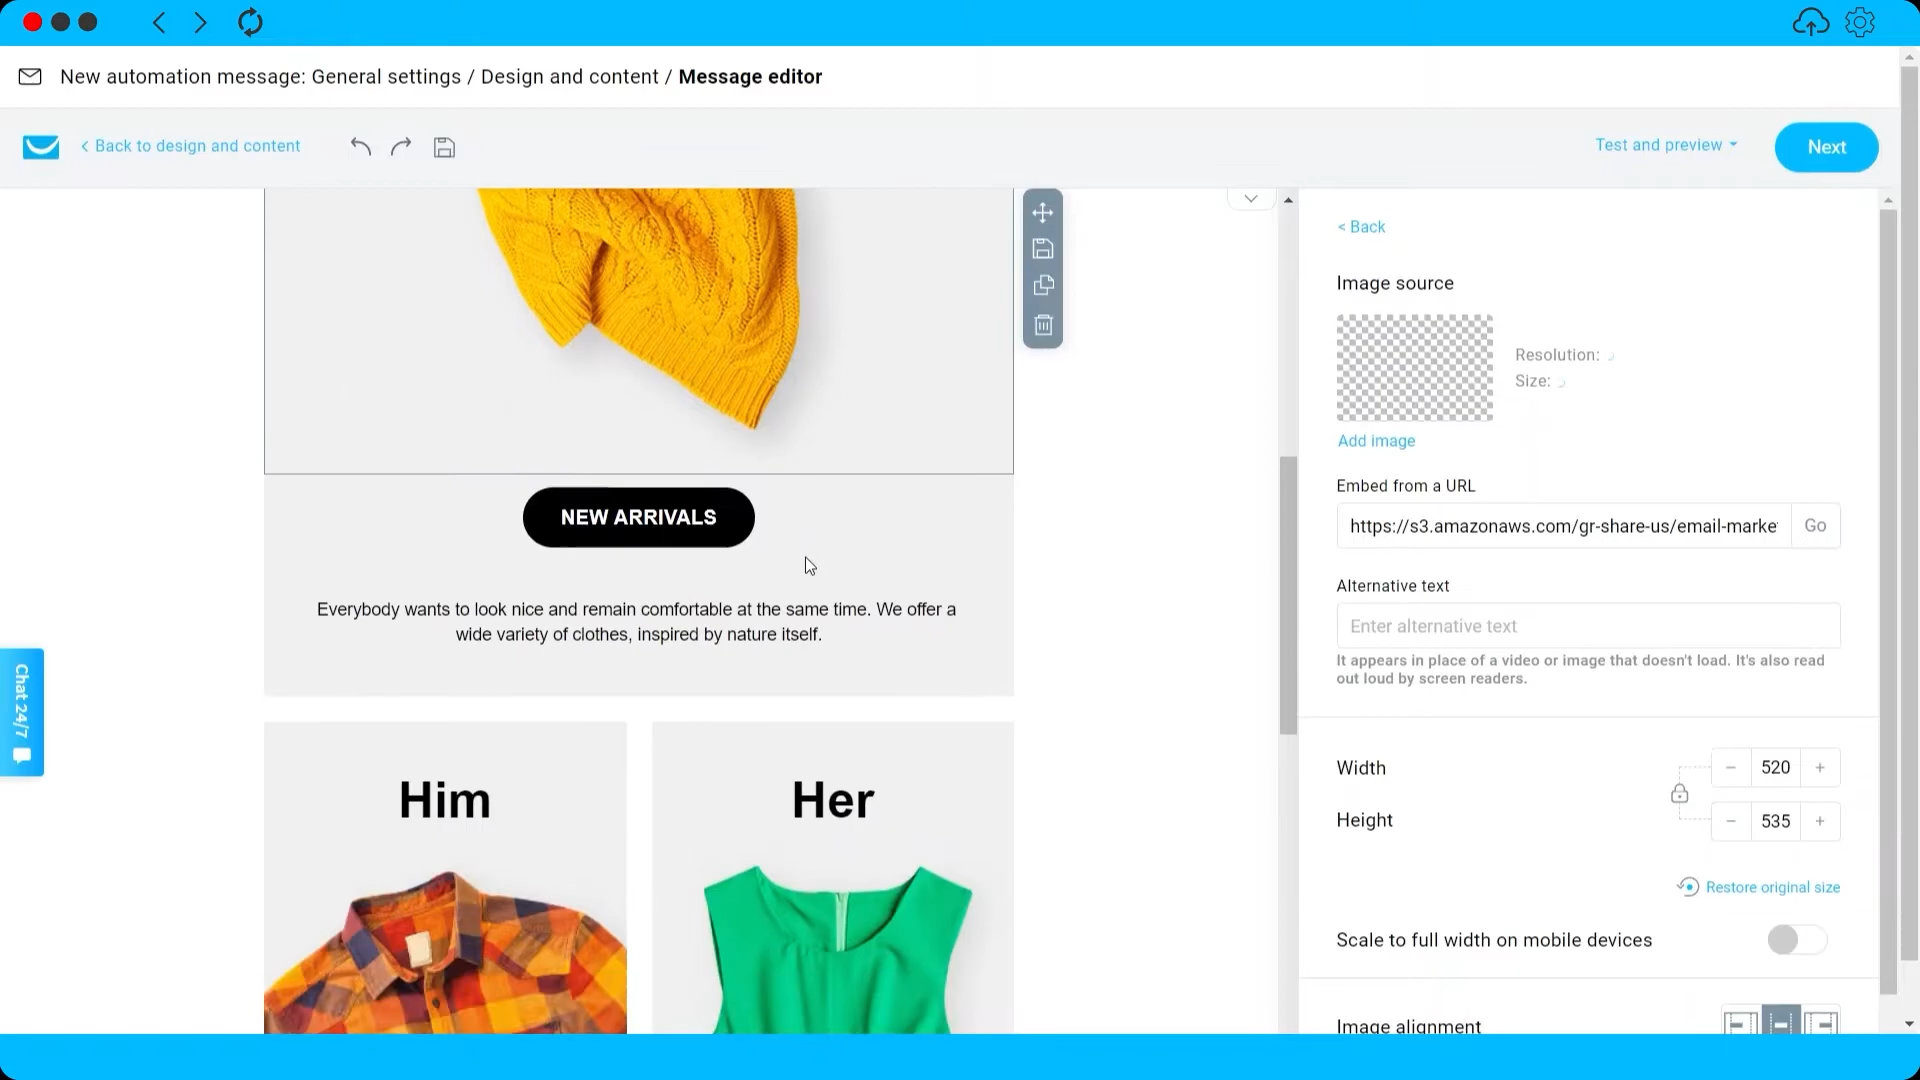 New automation message: General settings / Design and content / Message editor
< Back to design and content
Test and preview
Next
< Back
Image source
Resolution:
Size:
Add image
Embed from a URL
https://s3.amazonaws.com/gr-share-us/email-marke
Go
Alternative text
Enter alternative text
It appears in place of a video or image that doesn't load. It's also read
out loud by screen readers.
Width
520
Height
535
Restore original size
Scale to full width on mobile devices
Image alignment
NEW ARRIVALS
Everybody wants to look nice and remain comfortable at the same time. We offer a
wide variety of clothes, inspired by nature itself.
Him
Her
Chat 24/7